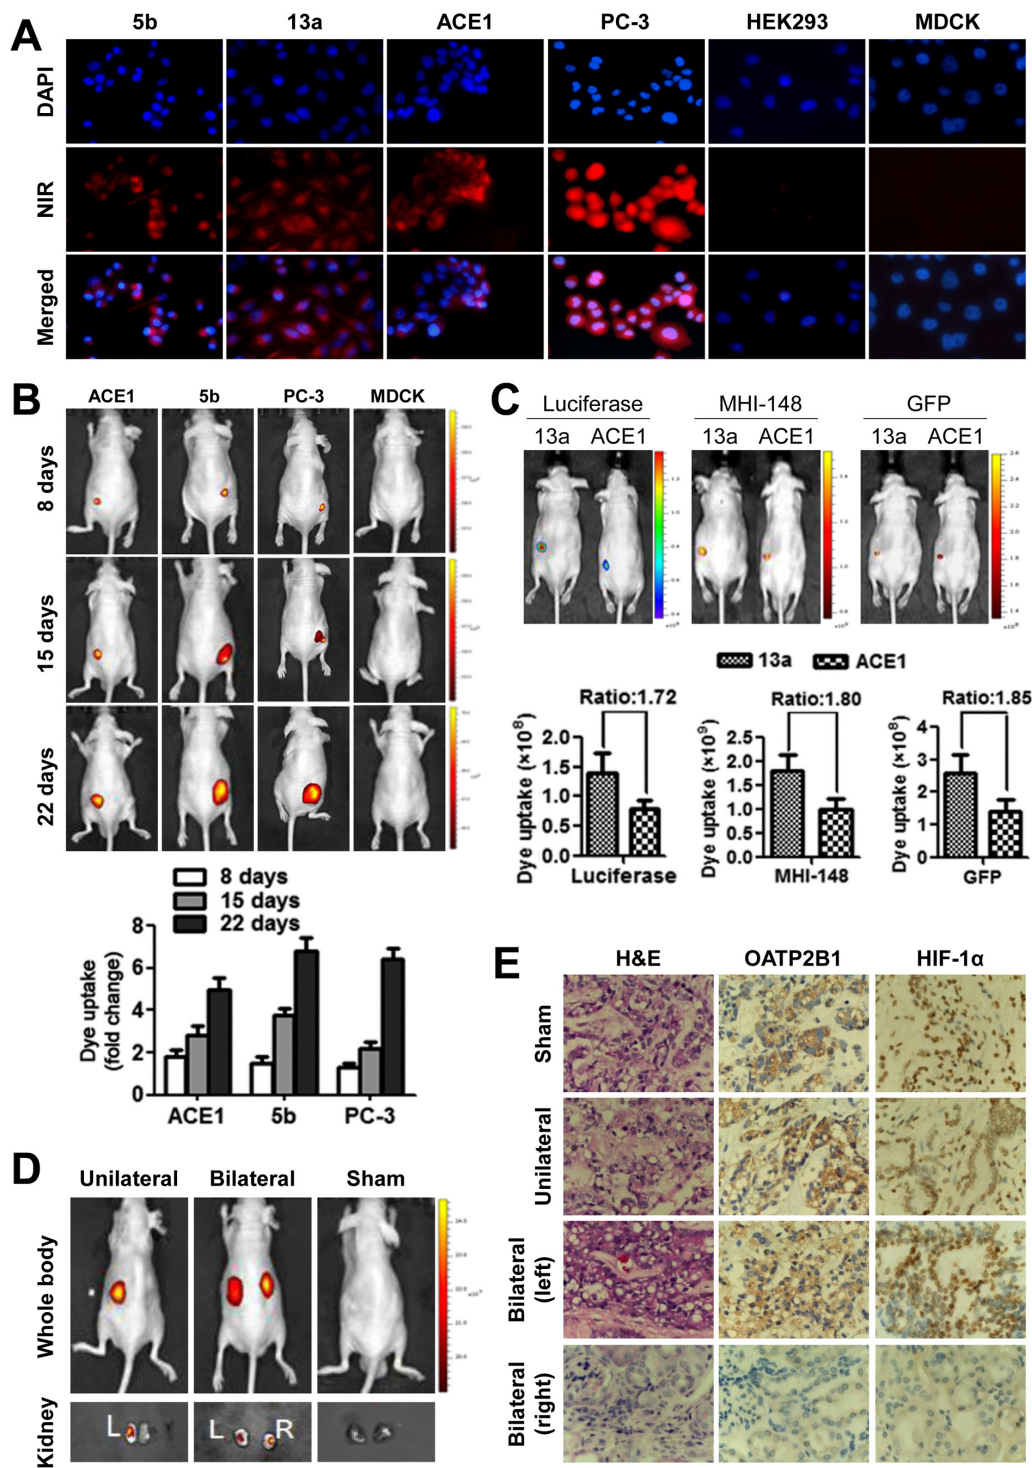 A
5b 13a ACE1 PC-3 HEK293 MDCK
DAPI
NIR
Merged
B
ACE1 5b PC-3 MDCK
8 days
15 days
22 days
8 days
15 days
22 days
Dye uptake
(fold change)
8
6
4
2
0
ACE1 5b PC-3
C
Luciferase MHI-148 GFP
13a ACE1 13a ACE1 13a ACE1
13a ACE1
Ratio:1.72 Ratio:1.80 Ratio:1.85
Dye uptake (×10⁸)
2.0
1.5
1.0
0.5
0.0
Luciferase
Dye uptake (×10⁹)
2.5
2.0
1.5
1.0
0.5
0.0
MHI-148
Dye uptake (×10⁸)
4
3
2
1
0
GFP
D
Unilateral Bilateral Sham
Whole body
Kidney
L L R
E
H&E OATP2B1 HIF-1α
Sham
Unilateral
Bilateral
(left)
Bilateral
(right)